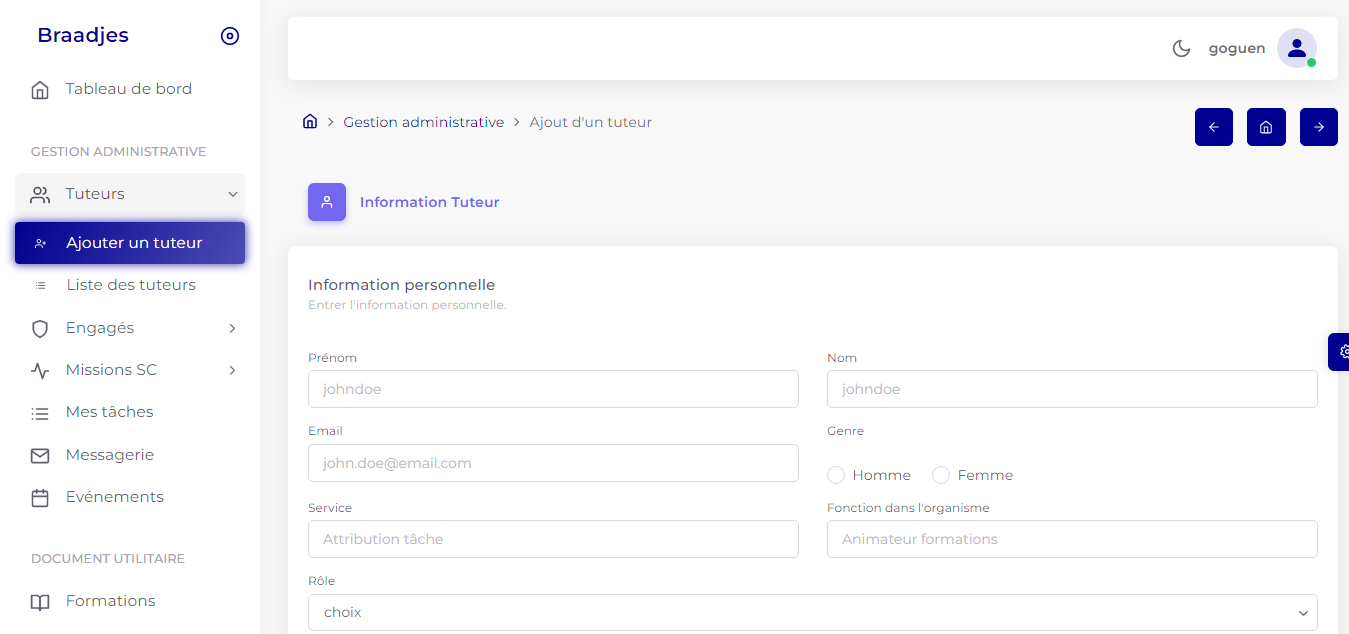 Braadjes
Tableau de bord
GESTION ADMINISTRATIVE
Tuteurs
Ajouter un tuteur
Liste des tuteurs
Engagés
Missions SC
Mes tâches
Messagerie
Evénements
DOCUMENT UTILITAIRE
Formations
goguen
Gestion administrative
Ajout d'un tuteur
Information Tuteur
Information personnelle
Entrer l'information personnelle.
Prénom
johndoe
Nom
johndoe
Email
john.doe@email.com
Genre
Homme
Femme
Service
Attribution tâche
Fonction dans l'organisme
Animateur formations
Rôle
choix